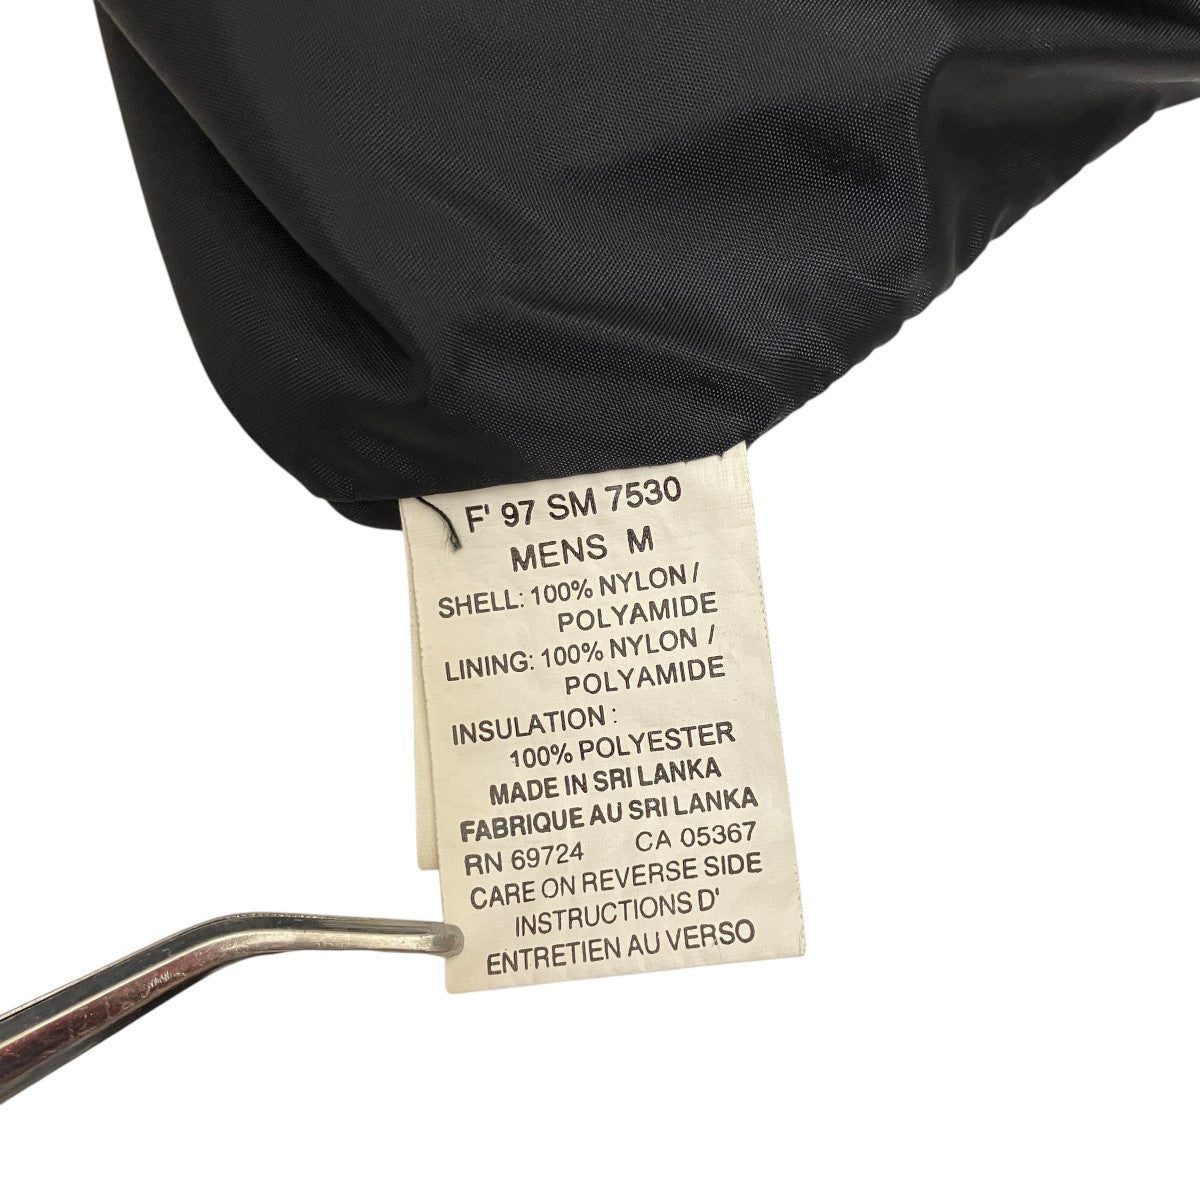 F' 97 SM 7530
MENS M
SHELL: 100% NYLON /
POLYAMIDE
LINING: 100% NYLON /
POLYAMIDE
INSULATION :
100% POLYESTER
MADE IN SRI LANKA
FABRIQUE AU SRI LANKA
RN 69724 CA 05367
CARE ON REVERSE SIDE
INSTRUCTIONS D'
ENTRETIEN AU VERSO